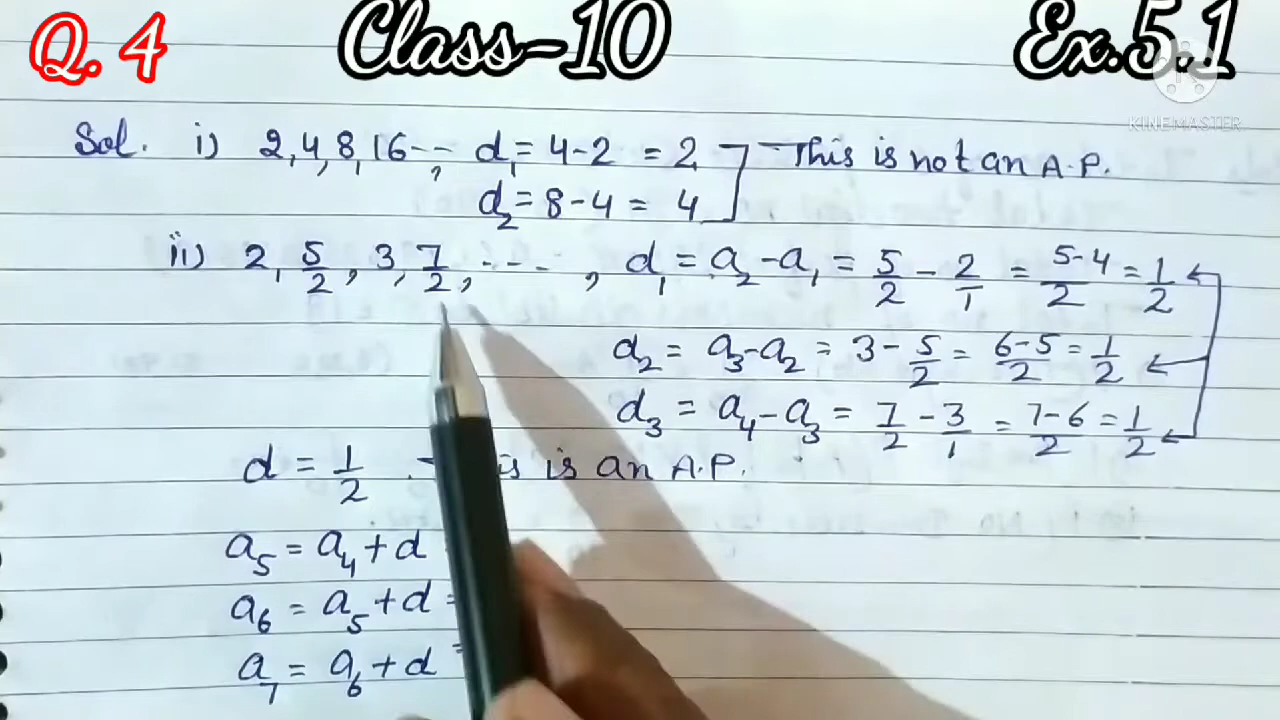 Q. 4 Class-10 Ex.5.1
KINEMASTER
Sol. i) 2,4,8,16--, d₁ = 4-2 = 2 This is not an A.P.
d₂ = 8-4 = 4
ii) 2, 5/2, 3, 7/2, ----, d₁ = a₂-a₁ = 5/2 - 2/1 = 5-4/2 = 1/2
d₂ = a₃-a₂ = 3 - 5/2 = 6-5/2 = 1/2
d₃ = a₄-a₃ = 7/2 - 3/1 = 7-6/2 = 1/2
d = 1/2 . is an A.P.
a₅ = a₄ + d
a₆ = a₅ + d =
a₇ = a₆ + d =